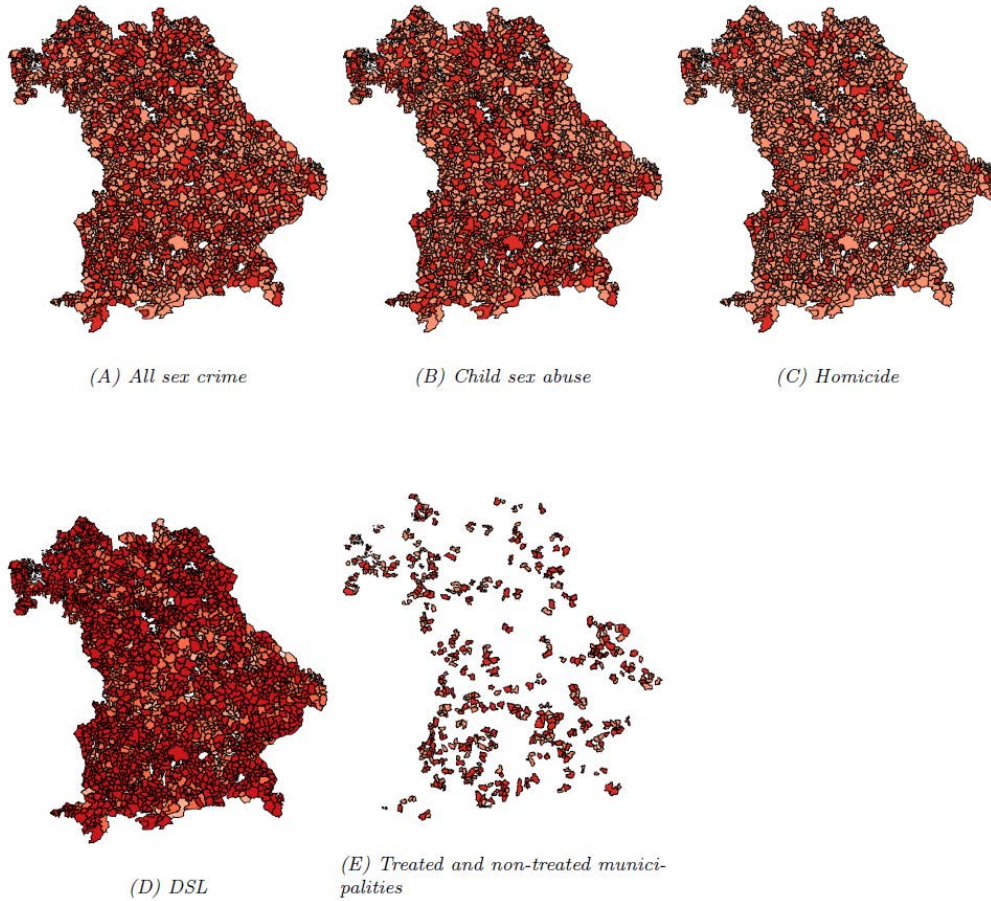 (A) All sex crime
(B) Child sex abuse
(C) Homicide
(D) DSL
(E) Treated and non-treated munici-
palities